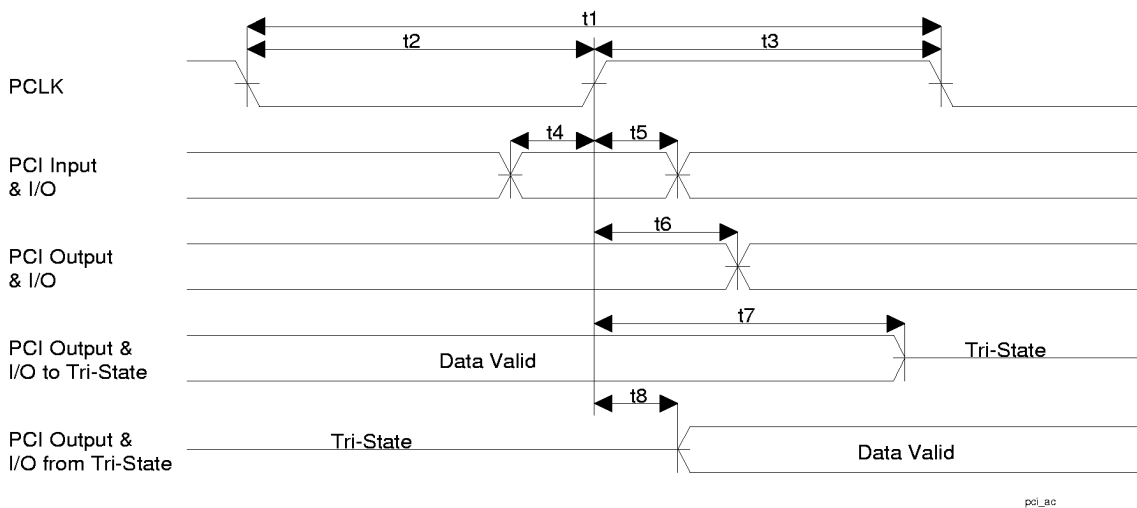 t1
t2
t3
PCLK
t4
t5
PCI Input
& I/O
t6
PCI Output
& I/O
t7
PCI Output &
I/O to Tri-State
Data Valid
Tri-State
t8
PCI Output &
I/O from Tri-State
Tri-State
Data Valid
pci_ac